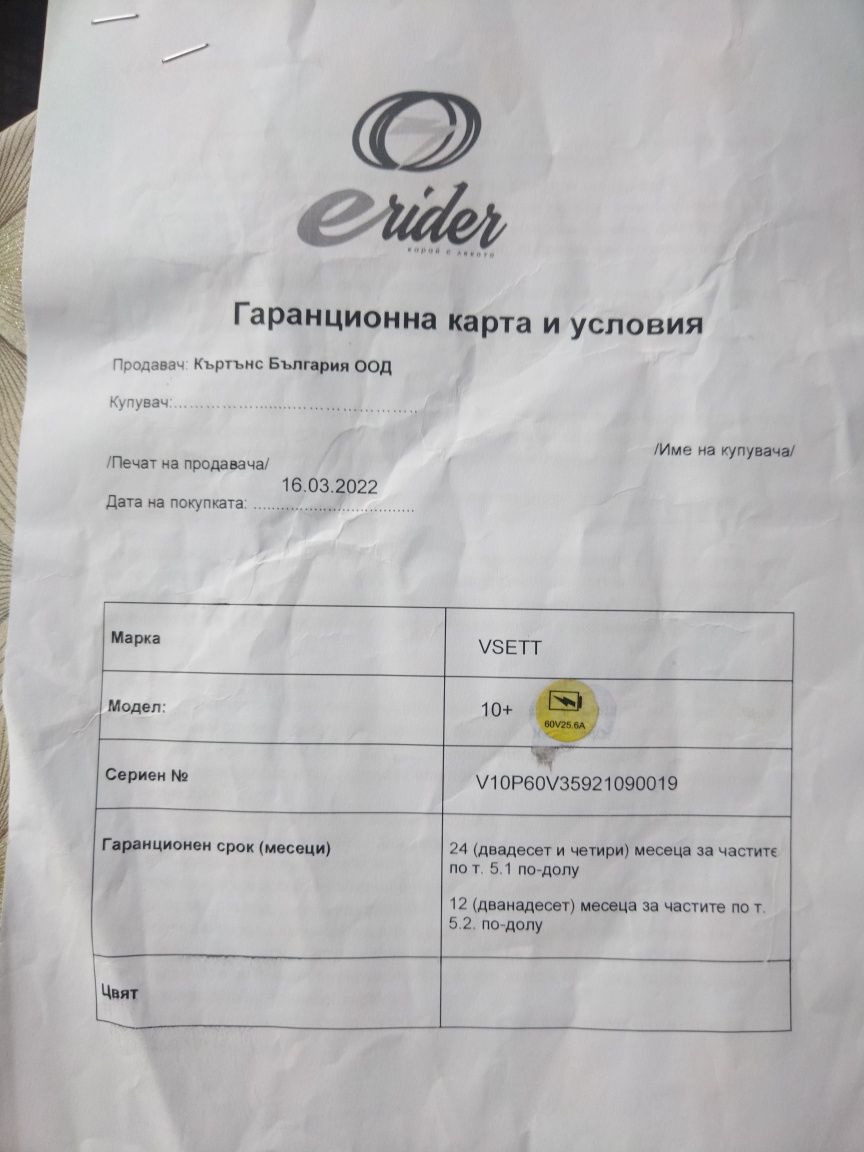 erider
карай с лекота
Гаранционна карта и условия
Продавач: Къртънс България ООД
Купувач:……………………………………
/Име на купувача/
/Печат на продавача/
16.03.2022
Дата на покупката: ……………………………
Марка
VSETT
Модел:
10+
60V25.6A
Сериен №
V10P60V35921090019
Гаранционен срок (месеци)
24 (двадесет и четири) месеца за частите
по т. 5.1 по-долу
12 (дванадесет) месеца за частите по т.
5.2. по-долу
Цвят